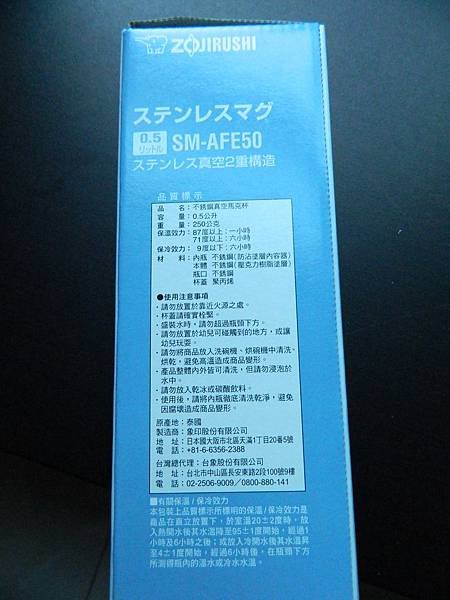 ZOJIRUSHI
ステンレスマグ
0.5
リットル
SM-AFE50
ステンレス真空2重構造
品質標示
品　名：不銹鋼真空馬克杯
容　量：0.5公升
重　量：250公克
保溫效力：87度以上：一小時
71度以上：六小時
保冷效力：9度以下：六小時
材　料：內瓶 不銹鋼(防沾塗層內容器)
本體 不銹鋼(壓克力樹脂塗層)
瓶口 不銹鋼
杯蓋 聚丙烯
●使用注意事項
・請勿放置於靠近火源之處。
・杯蓋請確實栓緊。
・盛裝水時，請勿超過瓶頸下方。
・請勿放置於幼兒可碰觸到的地方，或讓
幼兒玩耍。
・請勿將商品放入洗碗機、烘碗機中清洗、
烘乾，避免高溫造成商品變形。
・產品整體內外皆可清洗，但請勿浸泡於
水中。
・請勿放入乾冰或碳酸飲料。
・使用後，請將內瓶徹底清洗乾淨，避免
因腐壞造成商品變形。
原產地：泰國
製造商：象印股份有限公司
地　址：日本國大阪市北區天滿1丁目20番5號
電　話：+81-6-6356-2388
台灣總代理：台象股份有限公司
地　址：台北市中山區長安東路2段100號9樓
電　話：02-2506-9009／0800-880-141
■有關保溫 / 保冷效力
本包裝上品質標示所標明的保溫 / 保冷效力是
商品在直立放置下，於室溫20±2度時，放
入熱開水後其水溫降至95±1度開始，經過1
小時及6小時之後；或放入冷開水後其水溫昇
至4±1度開始，經過6小時後，在瓶頸下方
所測得瓶內的溫水或冷水水溫。